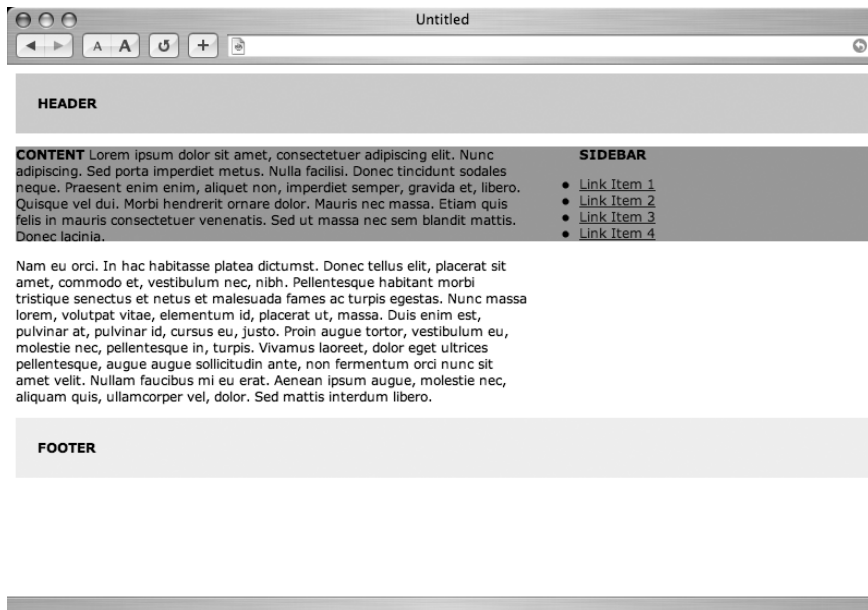 Untitled
A A
HEADER
CONTENT Lorem ipsum dolor sit amet, consectetuer adipiscing elit. Nunc
adipiscing. Sed porta imperdiet metus. Nulla facilisi. Donec tincidunt sodales
neque. Praesent enim enim, aliquet non, imperdiet semper, gravida et, libero.
Quisque vel dui. Morbi hendrerit ornare dolor. Mauris nec massa. Etiam quis
felis in mauris consectetuer venenatis. Sed ut massa nec sem blandit mattis.
Donec lacinia.
Nam eu orci. In hac habitasse platea dictumst. Donec tellus elit, placerat sit
amet, commodo et, vestibulum nec, nibh. Pellentesque habitant morbi
tristique senectus et netus et malesuada fames ac turpis egestas. Nunc massa
lorem, volutpat vitae, elementum id, placerat ut, massa. Duis enim est,
pulvinar at, pulvinar id, cursus eu, justo. Proin augue tortor, vestibulum eu,
molestie nec, pellentesque in, turpis. Vivamus laoreet, dolor eget ultrices
pellentesque, augue augue sollicitudin ante, non fermentum orci nunc sit
amet velit. Nullam faucibus mi eu erat. Aenean ipsum augue, molestie nec,
aliquam quis, ullamcorper vel, dolor. Sed mattis interdum libero.
SIDEBAR
Link Item 1
Link Item 2
Link Item 3
Link Item 4
FOOTER